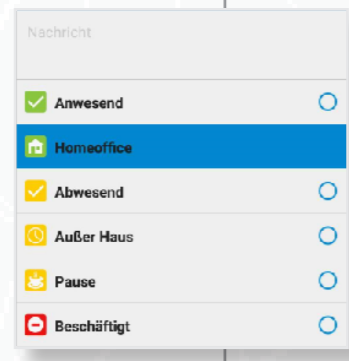 Nachricht
Anwesend
Homeoffice
Abwesend
Außer Haus
Pause
Beschäftigt